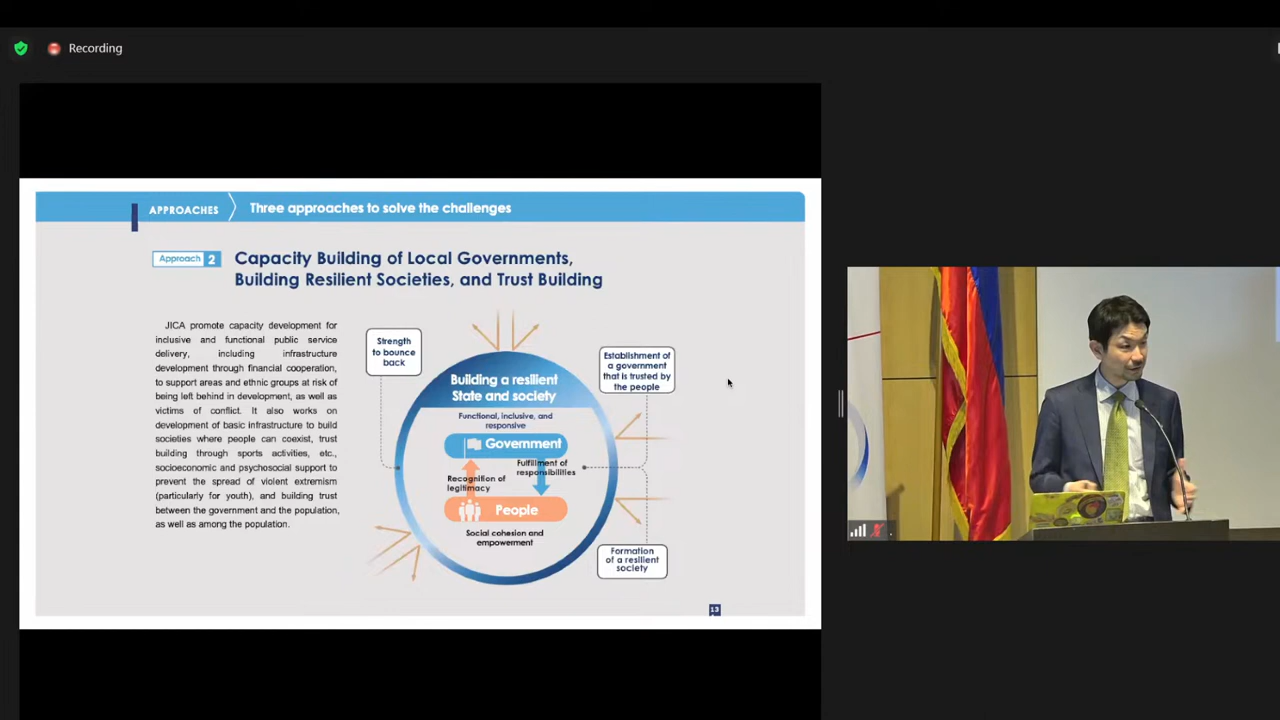 Recording
APPROACHES
Three approaches to solve the challenges
Approach 2
Capacity Building of Local Governments,
Building Resilient Societies, and Trust Building
JICA promote capacity development for
inclusive and functional public service
delivery, including infrastructure
development through financial cooperation,
to support areas and ethnic groups at risk of
being left behind in development, as well as
victims of conflict. It also works on
development of basic infrastructure to build
societies where people can coexist, trust
building through sports activities, etc.,
socioeconomic and psychosocial support to
prevent the spread of violent extremism
(particularly for youth), and building trust
between the government and the population,
as well as among the population.
Strength
to bounce
back
Establishment of
a government
that is trusted by
the people
Building a resilient
State and society
Functional, inclusive, and
responsive
Government
Fulfillment of
responsibilities
Recognition of
legitimacy
People
Social cohesion and
empowerment
Formation
of a resilient
society
13